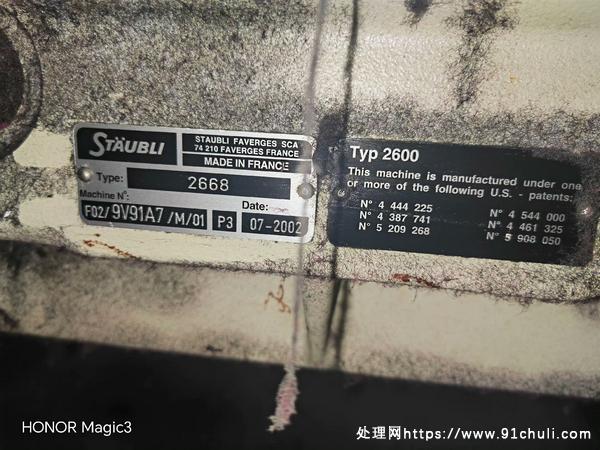 STÄUBLI
STAUBLI FAVERGES SCA
74 210 FAVERGES FRANCE
MADE IN FRANCE
Type: 2668
Machine N°: Date:
F02/9V91A7/M/01 P3 07-2002
Typ 2600
This machine is manufactured under one
or more of the following U.S. - patents:
N° 4 444 225 N° 4 544 000
N° 4 387 741 N° 4 461 325
N° 5 209 268 N° 5 908 050
HONOR Magic3
处理网https://www.91chuli.com/